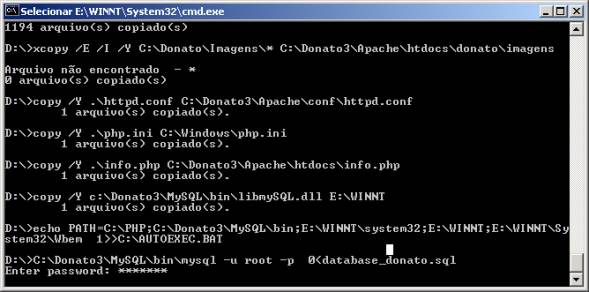 Selecionar E:\WINNT\System32\cmd.exe
1194 arquivo(s) copiado(s)
D:\>xcopy /E /I /Y C:\Donato\Imagens\* C:\Donato3\Apache\htdocs\donato\imagens
Arquivo não encontrado  - *
0 arquivo(s) copiado(s)
D:\>copy /Y .\httpd.conf C:\Donato3\Apache\conf\httpd.conf
1 arquivo(s) copiado(s).
D:\>copy /Y .\php.ini C:\Windows\php.ini
1 arquivo(s) copiado(s).
D:\>copy /Y .\info.php C:\Donato3\Apache\htdocs\info.php
1 arquivo(s) copiado(s).
D:\>copy /Y c:\Donato3\MySQL\bin\libmySQL.dll E:\WINNT
1 arquivo(s) copiado(s).
D:\>echo PATH=C:\PHP;C:\Donato3\MySQL\bin;E:\WINNT\system32;E:\WINNT;E:\WINNT\Sy
stem32\Wbem  1>>C:\AUTOEXEC.BAT
D:\>C:\Donato3\MySQL\bin\mysql -u root -p  0<database_donato.sql
Enter password: *******